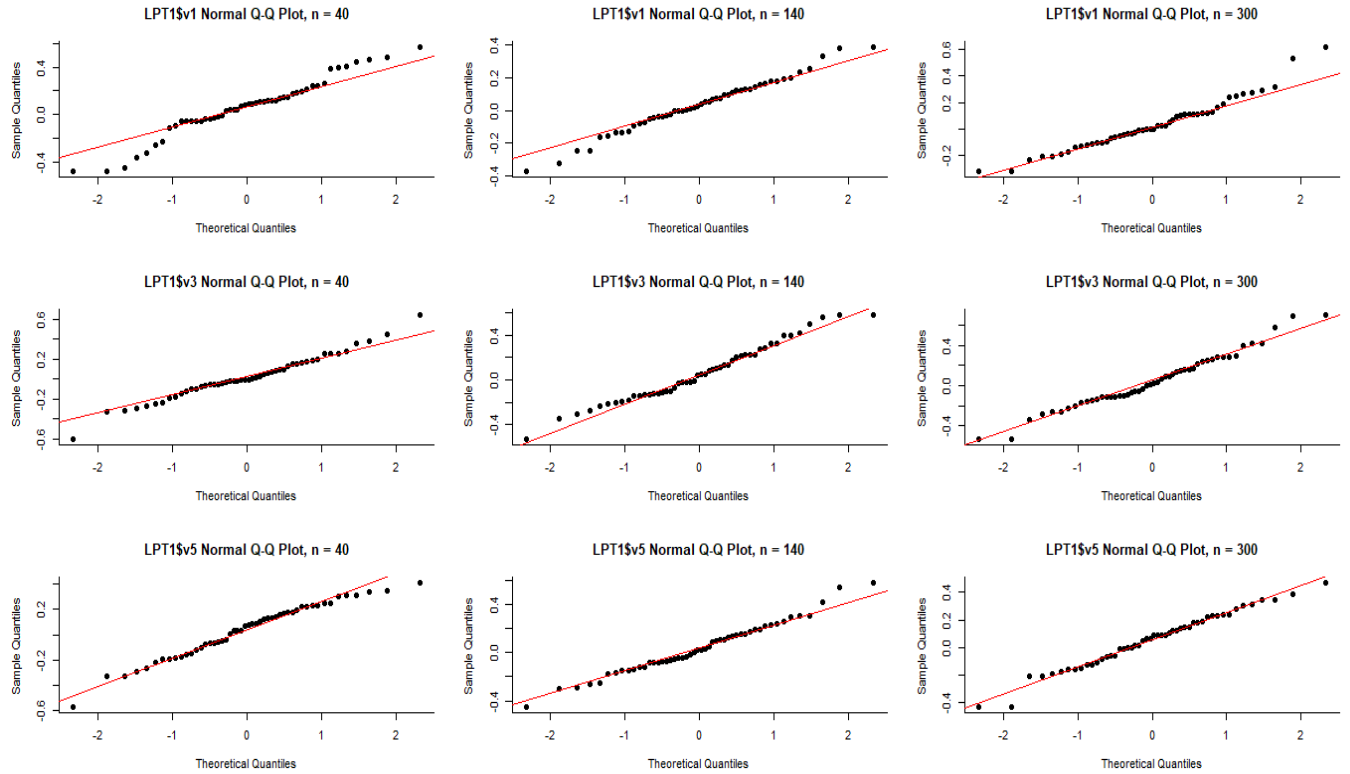 LPT1$v1 Normal Q-Q Plot, n = 40
Sample Quantiles
-0.4 0.0 0.4
-2 -1 0 1 2
Theoretical Quantiles
LPT1$v1 Normal Q-Q Plot, n = 140
Sample Quantiles
-0.4 -0.2 0.0 0.2 0.4
-2 -1 0 1 2
Theoretical Quantiles
LPT1$v1 Normal Q-Q Plot, n = 300
Sample Quantiles
-0.2 0.2 0.6
-2 -1 0 1 2
Theoretical Quantiles
LPT1$v3 Normal Q-Q Plot, n = 40
Sample Quantiles
-0.6 -0.2 0.2 0.6
-2 -1 0 1 2
Theoretical Quantiles
LPT1$v3 Normal Q-Q Plot, n = 140
Sample Quantiles
-0.4 0.0 0.4
-2 -1 0 1 2
Theoretical Quantiles
LPT1$v3 Normal Q-Q Plot, n = 300
Sample Quantiles
-0.4 0.0 0.4
-2 -1 0 1 2
Theoretical Quantiles
LPT1$v5 Normal Q-Q Plot, n = 40
Sample Quantiles
-0.6 -0.2 0.2
-2 -1 0 1 2
Theoretical Quantiles
LPT1$v5 Normal Q-Q Plot, n = 140
Sample Quantiles
-0.4 0.0 0.4
-2 -1 0 1 2
Theoretical Quantiles
LPT1$v5 Normal Q-Q Plot, n = 300
Sample Quantiles
-0.4 0.0 0.4
-2 -1 0 1 2
Theoretical Quantiles